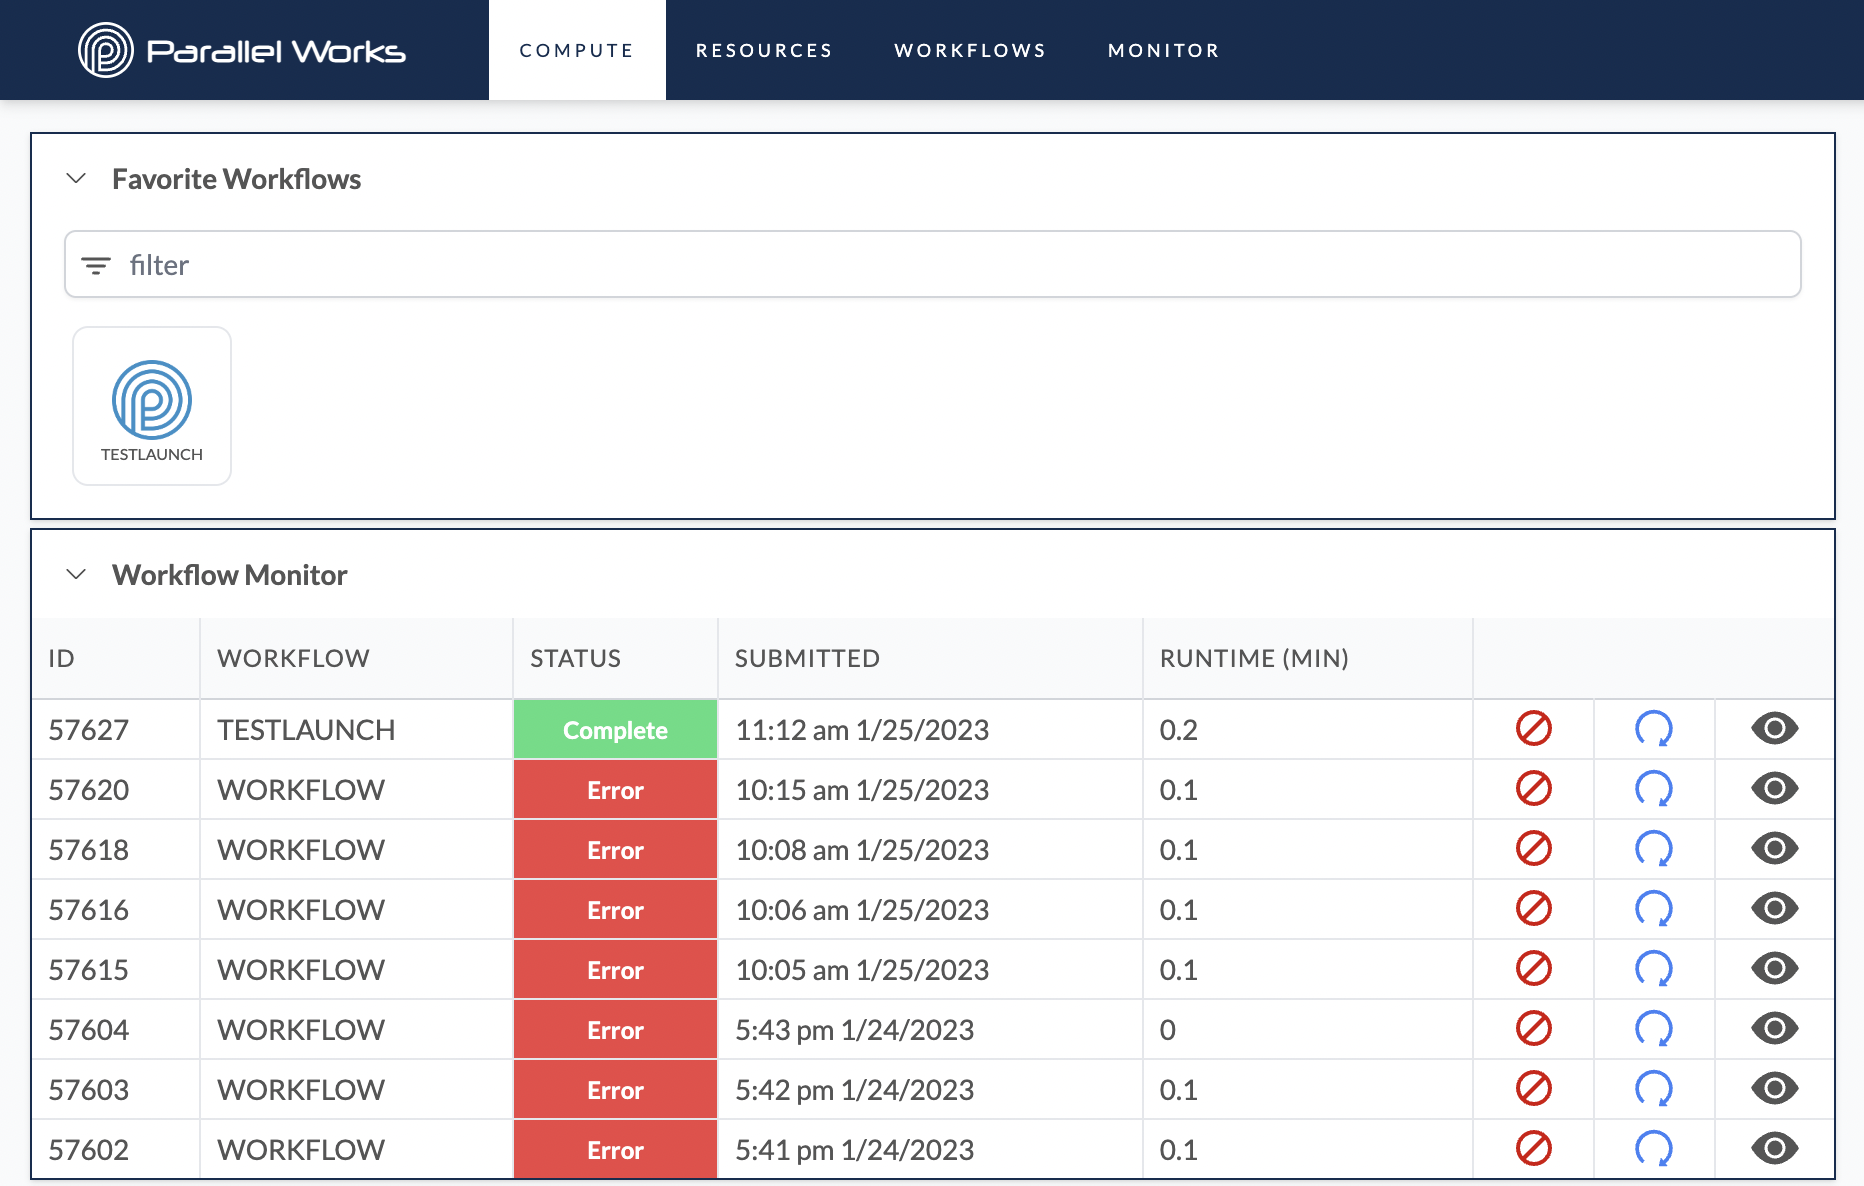 Parallel Works COMPUTE RESOURCES WORKFLOWS MONITOR
Favorite Workflows
filter
TESTLAUNCH
Workflow Monitor
ID WORKFLOW STATUS SUBMITTED RUNTIME (MIN)
57627 TESTLAUNCH Complete 11:12 am 1/25/2023 0.2
57620 WORKFLOW Error 10:15 am 1/25/2023 0.1
57618 WORKFLOW Error 10:08 am 1/25/2023 0.1
57616 WORKFLOW Error 10:06 am 1/25/2023 0.1
57615 WORKFLOW Error 10:05 am 1/25/2023 0.1
57604 WORKFLOW Error 5:43 pm 1/24/2023 0
57603 WORKFLOW Error 5:42 pm 1/24/2023 0.1
57602 WORKFLOW Error 5:41 pm 1/24/2023 0.1